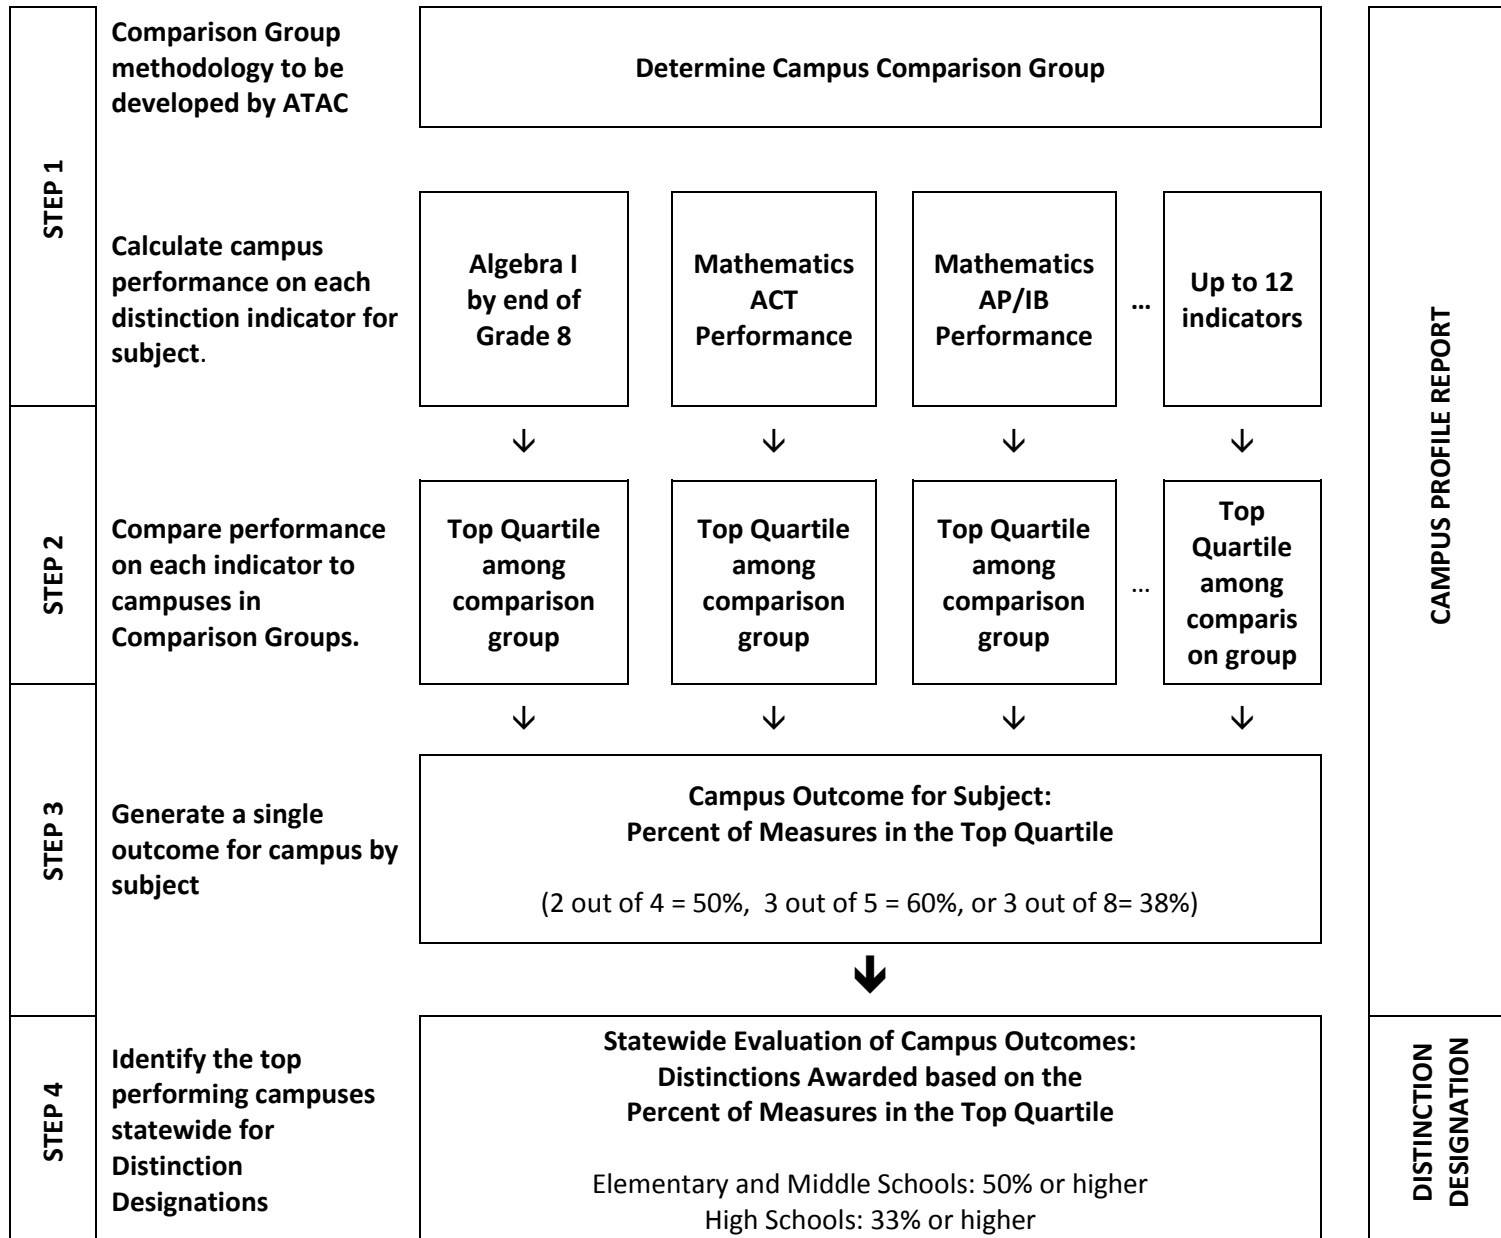 STEP 1
Comparison Group
methodology to be
developed by ATAC
Determine Campus Comparison Group
Calculate campus
performance on each
distinction indicator for
subject.
Algebra I
by end of
Grade 8
Mathematics
ACT
Performance
Mathematics
AP/IB
Performance
...
Up to 12
indicators
STEP 2
Compare performance
on each indicator to
campuses in
Comparison Groups.
Top Quartile
among
comparison
group
Top Quartile
among
comparison
group
Top Quartile
among
comparison
group
...
Top
Quartile
among
comparis
on group
STEP 3
Generate a single
outcome for campus by
subject
Campus Outcome for Subject:
Percent of Measures in the Top Quartile
(2 out of 4 = 50%,  3 out of 5 = 60%, or 3 out of 8= 38%)
CAMPUS PROFILE REPORT
STEP 4
Identify the top
performing campuses
statewide for
Distinction
Designations
Statewide Evaluation of Campus Outcomes:
Distinctions Awarded based on the
Percent of Measures in the Top Quartile
Elementary and Middle Schools: 50% or higher
High Schools: 33% or higher
DISTINCTION
DESIGNATION